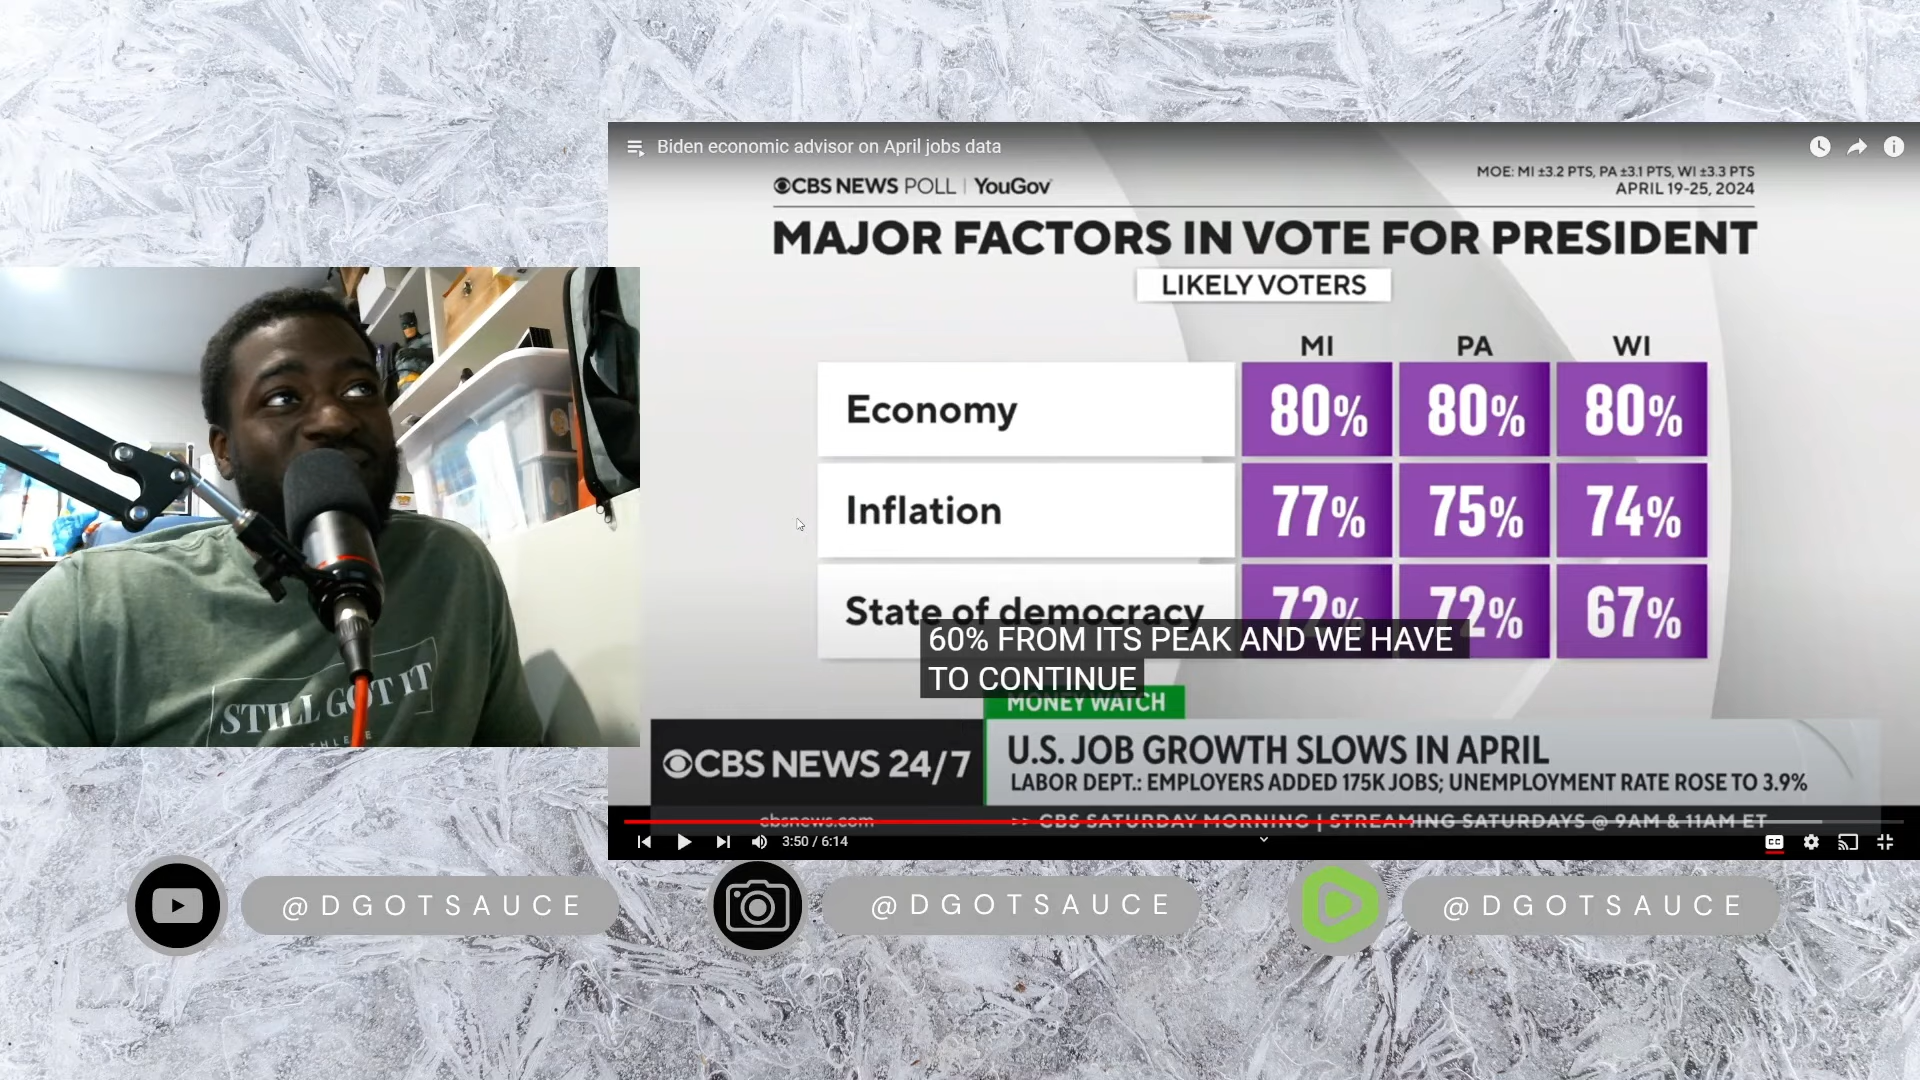 Biden economic advisor on April jobs data
CBS NEWS POLL | YouGov
MOE: MI ±3.2 PTS, PA ±3.1 PTS, WI ±3.3 PTS
APRIL 19-25, 2024
MAJOR FACTORS IN VOTE FOR PRESIDENT
LIKELY VOTERS
MI PA WI
Economy 80% 80% 80%
Inflation 77% 75% 74%
State of democracy 72% 72% 67%
60% FROM ITS PEAK AND WE HAVE
TO CONTINUE
MONEY WATCH
CBS NEWS 24/7
U.S. JOB GROWTH SLOWS IN APRIL
LABOR DEPT.: EMPLOYERS ADDED 175K JOBS; UNEMPLOYMENT RATE ROSE TO 3.9%
cbsnews.com >> CBS SATURDAY MORNING | STREAMING SATURDAYS @ 9AM & 11AM ET
3:50 / 6:14
CC
STILL GOT IT
@DGOTSAUCE
@DGOTSAUCE
@DGOTSAUCE